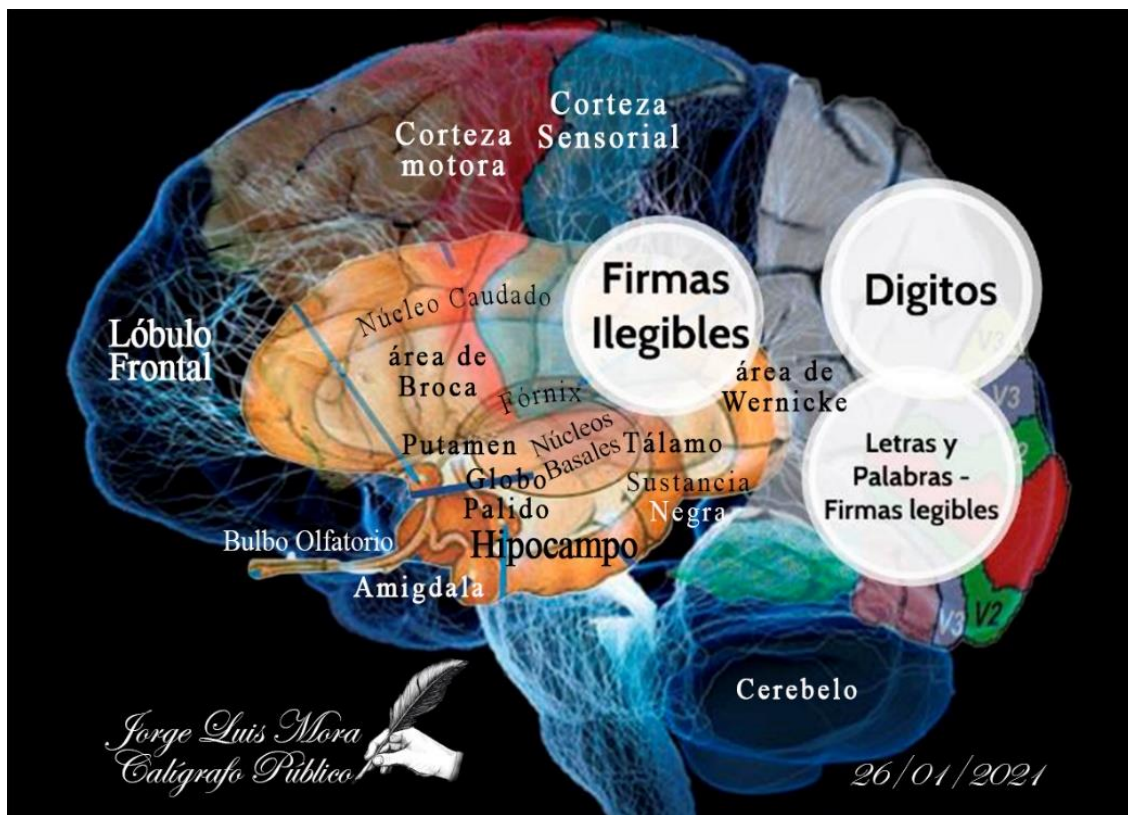 Corteza
Sensorial
Corteza
motora
Firmas
Ilegibles
Digitos
Núcleo Caudado
Lóbulo
Frontal
área de
Broca
V3
área de
Wernicke
V3
Fórnix
Putamen
Núcleos
Basales
Tálamo
Letras y
Palabras -
Firmas legibles
Globo
Palido
Sustancia
Negra
Bulbo Olfatorio
Hipocampo
Amigdala
V3
V2
Cerebelo
Jorge Luis Mora
Calígrafo Público
26/01/2021